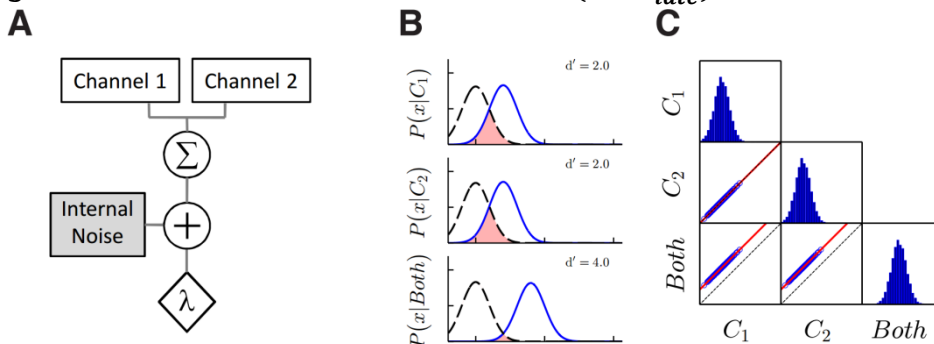 A
Channel 1
Channel 2
Σ
Internal
Noise
+
λ
B
P(x|C₁)
d′ = 2.0
P(x|C₂)
d′ = 2.0
P(x|Both)
d′ = 4.0
C
C₁
C₂
Both
C₁ C₂ Both